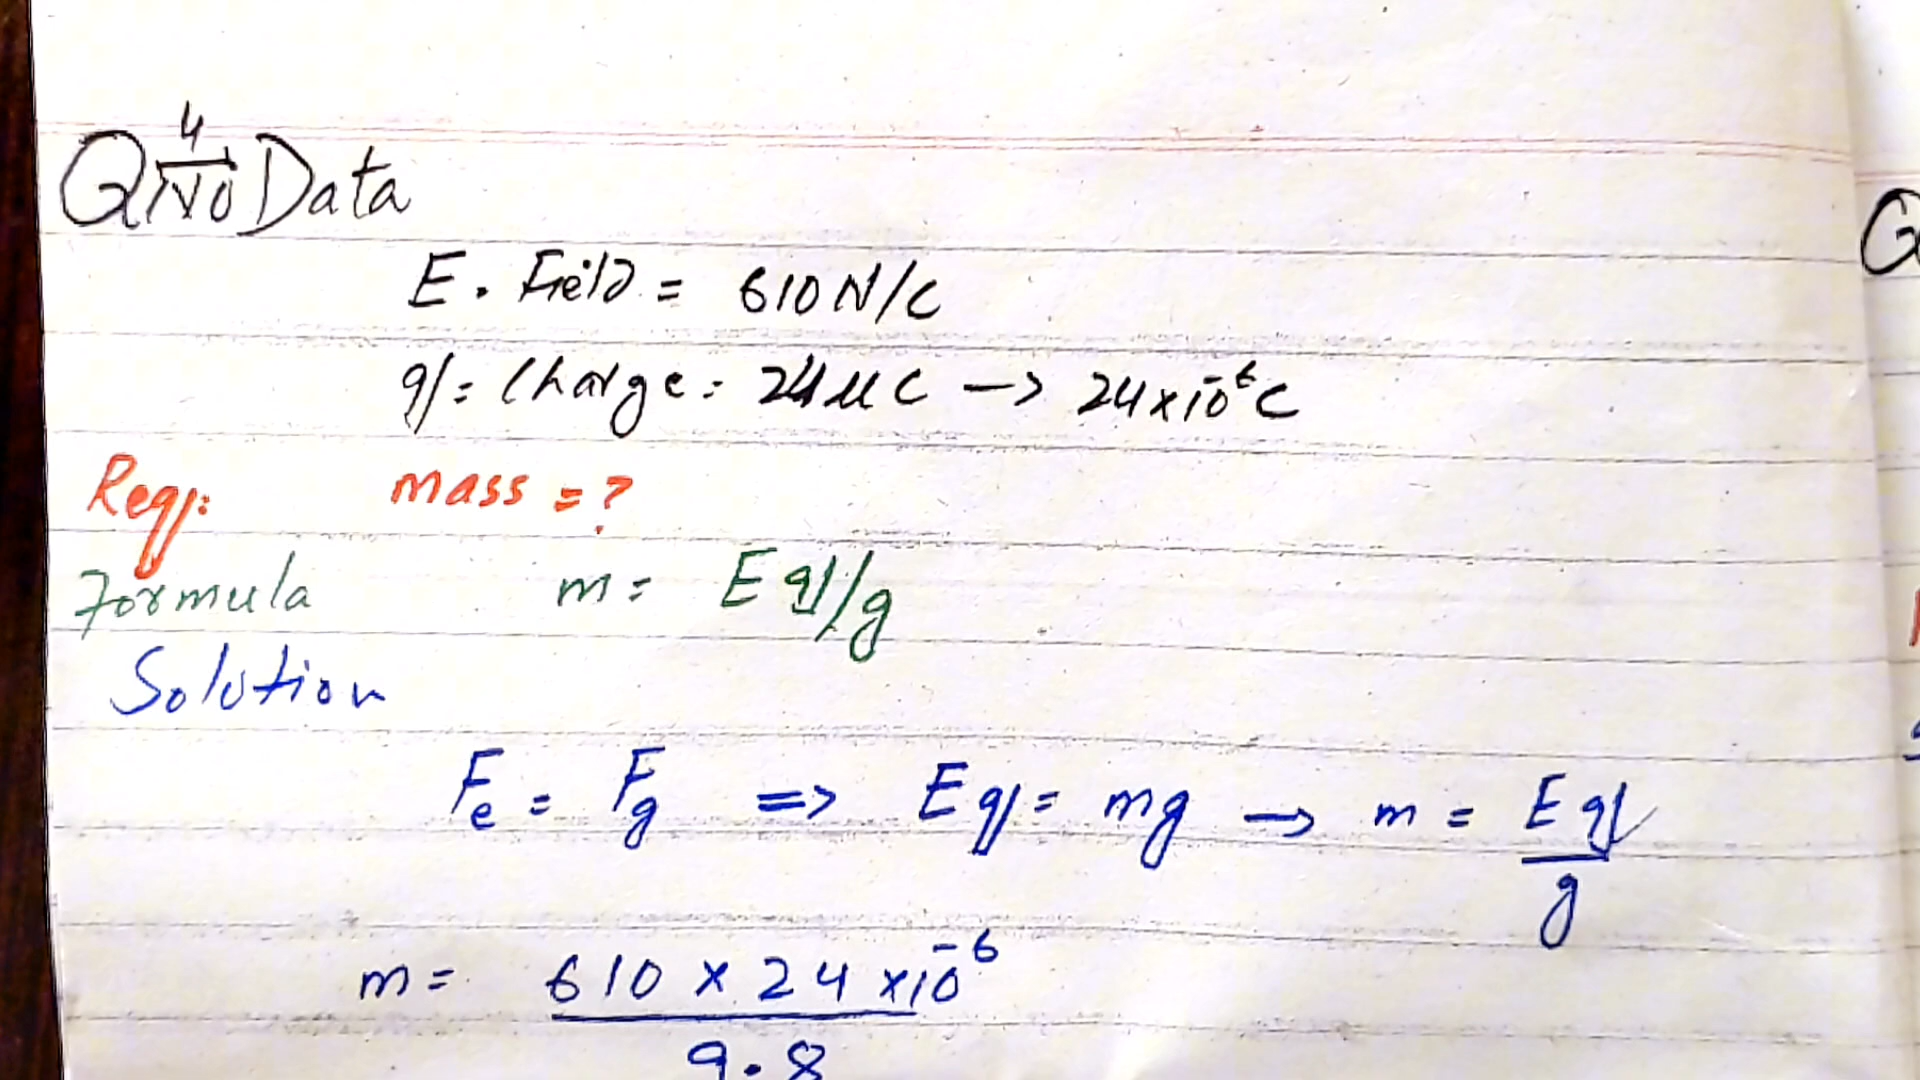 Q No 4 Data
E. Field = 610 N/C
q = Charge = 24 μC -> 24 x 10⁻⁶ C
Req: mass = ?
Formula m = Eq/g
Solution
Fe = Fg => Eq = mg -> m = Eq/g
m = 610 x 24 x 10⁻⁶
9.8